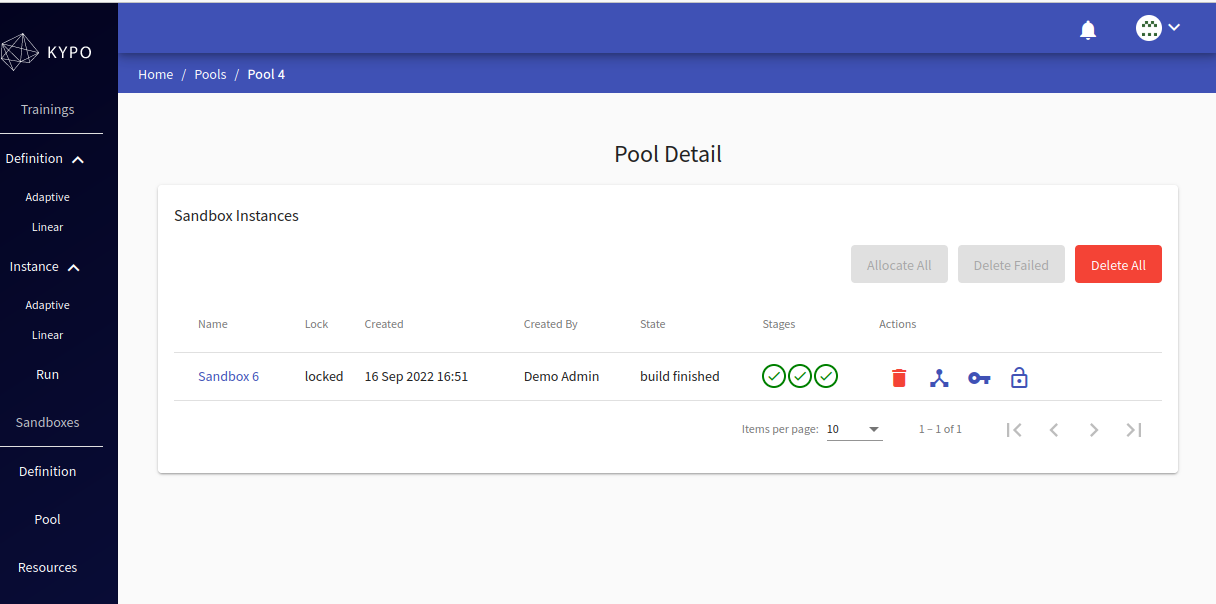 KYPO
Home / Pools / Pool 4
Trainings
Definition
Adaptive
Linear
Instance
Adaptive
Linear
Run
Sandboxes
Definition
Pool
Resources
Pool Detail
Sandbox Instances
Allocate All Delete Failed Delete All
Name Lock Created Created By State Stages Actions
Sandbox 6 locked 16 Sep 2022 16:51 Demo Admin build finished
Items per page: 10 1 – 1 of 1